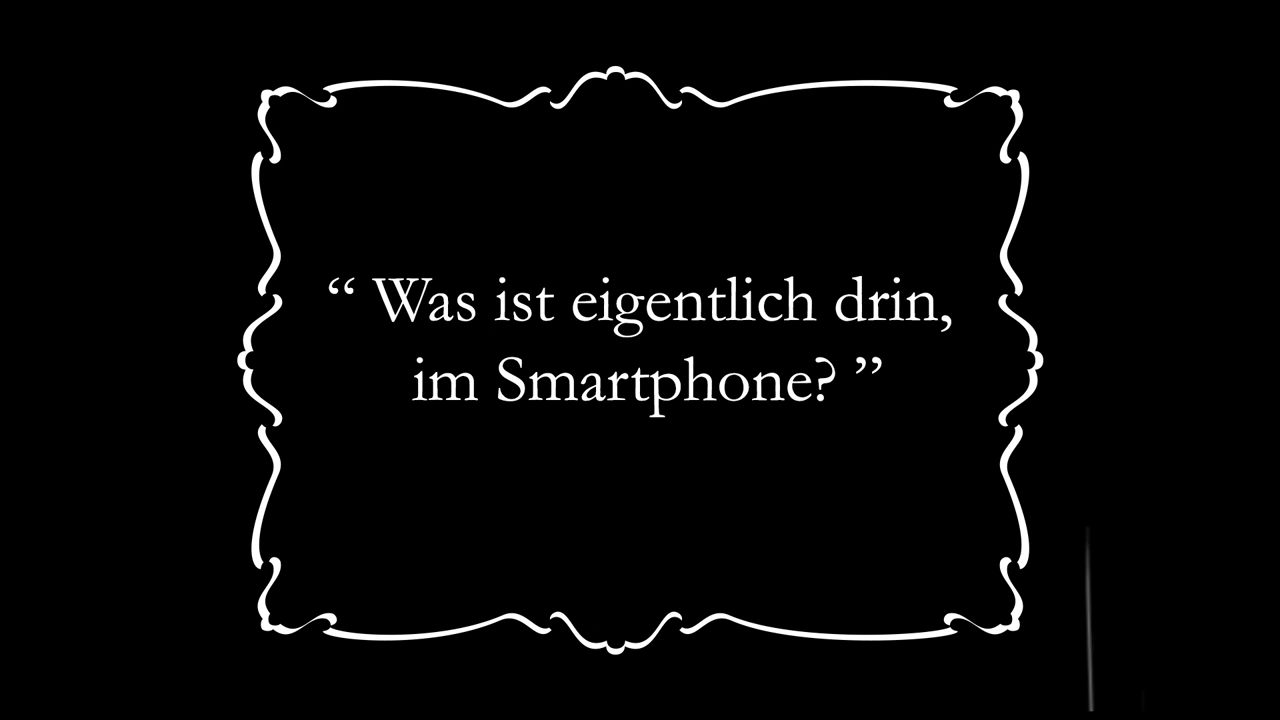 “ Was ist eigentlich drin,
im Smartphone? ”